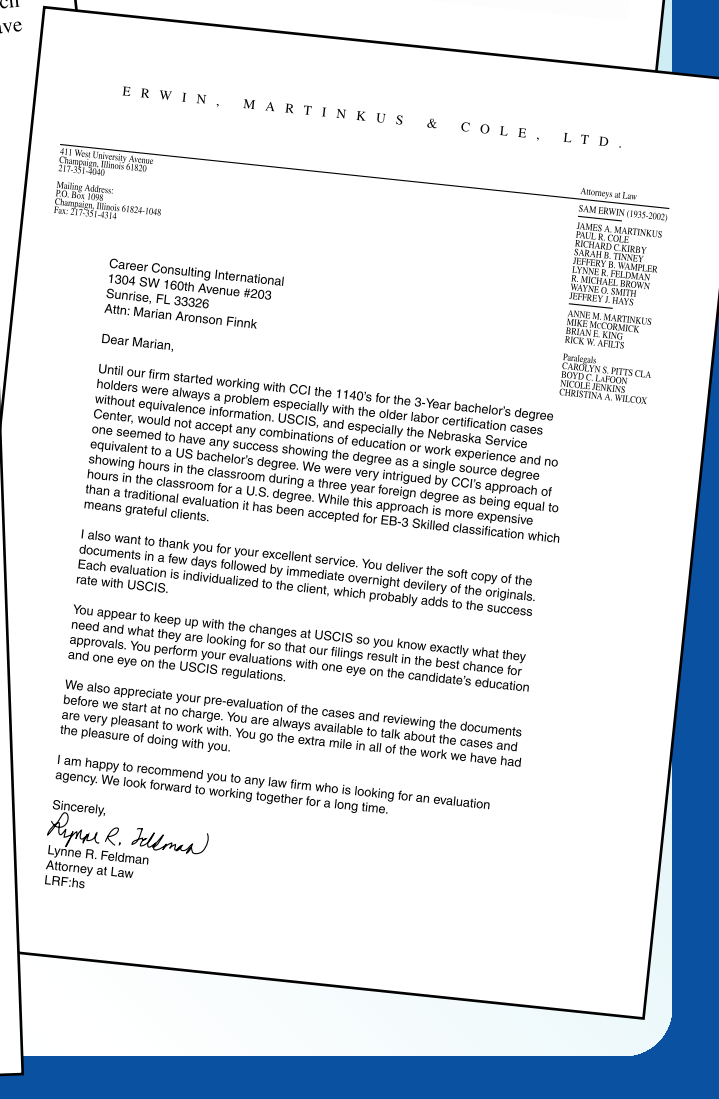 ch
ave
ERWIN, MARTINKUS & COLE, LTD.
411 West University Avenue
Champaign, Illinois 61820
217-351-4040
Mailing Address:
P.O. Box 1098
Champaign, Illinois 61824-1048
Fax: 217-351-4314
Attorneys at Law
SAM ERWIN (1935-2002)
JAMES A. MARTINKUS
PAUL R. COLE
RICHARD C.KIRBY
SARAH B. TINNEY
JEFFERY B. WAMPLER
LYNNE R. FELDMAN
R. MICHAEL BROWN
WAYNE O. SMITH
JEFFREY J. HAYS
ANNE M. MARTINKUS
MIKE McCORMICK
BRIAN E. KING
RICK W. AFILTS
Paralegals
CAROLYN S. PITTS CLA
BOYD C. LAFOON
NICOLE JENKINS
CHRISTINA A. WILCOX
Career Consulting International
1304 SW 160th Avenue #203
Sunrise, FL 33326
Attn: Marian Aronson Finnk
Dear Marian,
Until our firm started working with CCI the 1140's for the 3-Year bachelor's degree
holders were always a problem especially with the older labor certification cases
without equivalence information. USCIS, and especially the Nebraska Service
Center, would not accept any combinations of education or work experience and no
one seemed to have any success showing the degree as a single source degree
equivalent to a US bachelor's degree. We were very intrigued by CCI's approach of
showing hours in the classroom during a three year foreign degree as being equal to
hours in the classroom for a U.S. degree. While this approach is more expensive
than a traditional evaluation it has been accepted for EB-3 Skilled classification which
means grateful clients.
I also want to thank you for your excellent service. You deliver the soft copy of the
documents in a few days followed by immediate overnight devilery of the originals.
Each evaluation is individualized to the client, which probably adds to the success
rate with USCIS.
You appear to keep up with the changes at USCIS so you know exactly what they
need and what they are looking for so that our filings result in the best chance for
approvals. You perform your evaluations with one eye on the candidate's education
and one eye on the USCIS regulations.
We also appreciate your pre-evaluation of the cases and reviewing the documents
before we start at no charge. You are always available to talk about the cases and
are very pleasant to work with. You go the extra mile in all of the work we have had
the pleasure of doing with you.
I am happy to recommend you to any law firm who is looking for an evaluation
agency. We look forward to working together for a long time.
Sincerely,
Lynne R. Feldman
Lynne R. Feldman
Attorney at Law
LRF:hs